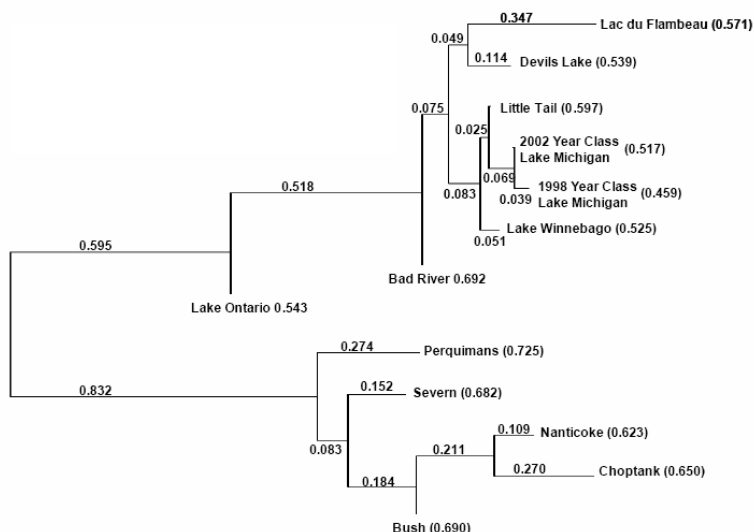 0.347
Lac du Flambeau (0.571)
0.049
0.114
Devils Lake (0.539)
0.075
Little Tail (0.597)
0.025
2002 Year Class
Lake Michigan
(0.517)
0.069
0.518
0.083
0.039
1998 Year Class
Lake Michigan
(0.459)
0.051
Lake Winnebago (0.525)
0.595
Bad River 0.692
Lake Ontario 0.543
0.274
Perquimans (0.725)
0.832
0.152
Severn (0.682)
0.083
0.109
Nanticoke (0.623)
0.211
0.270
Choptank (0.650)
0.184
Bush (0.690)